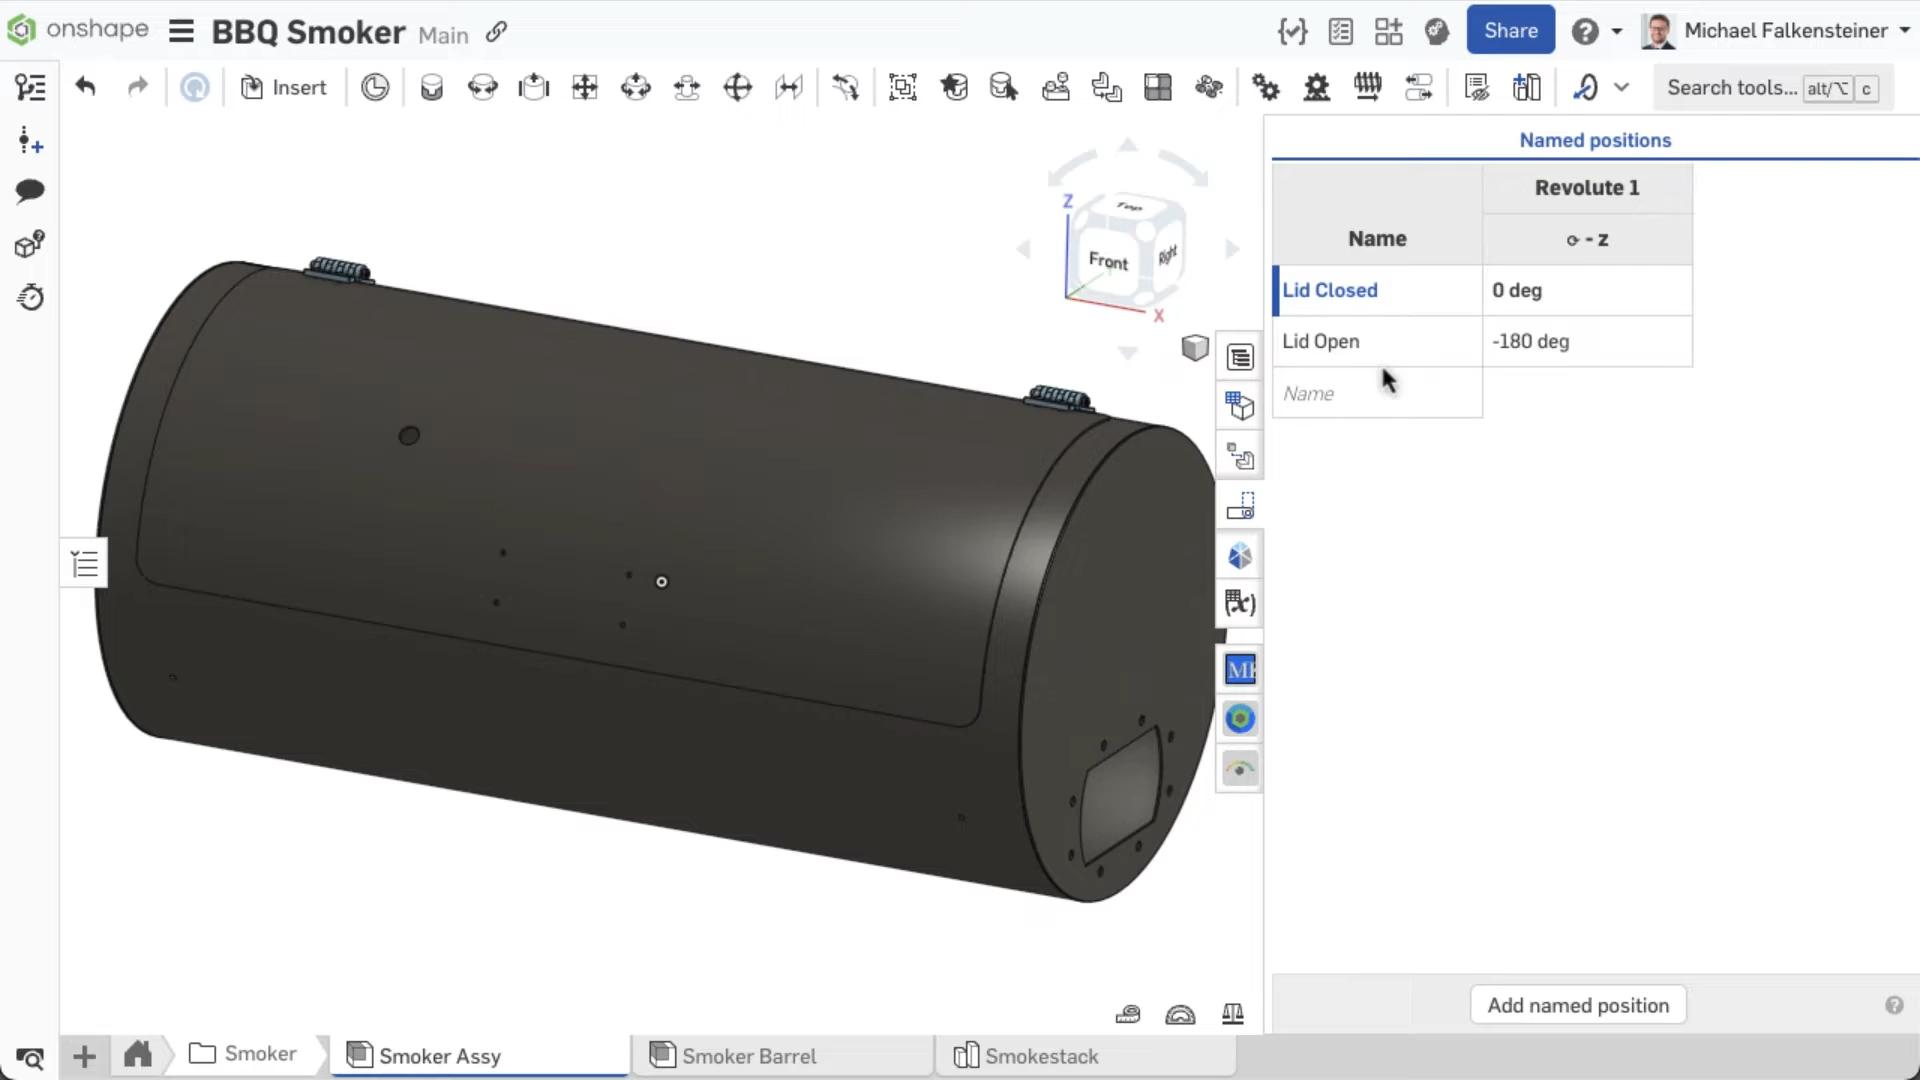 onshape
BBQ Smoker Main
Share
Michael Falkensteiner
Insert
Search tools... alt/⌥ c
Top
Front
Right
Z
X
Named positions
Name
Revolute 1
- z
Lid Closed
0 deg
Lid Open
-180 deg
Name
(x)
Add named position
Smoker
Smoker Assy
Smoker Barrel
Smokestack